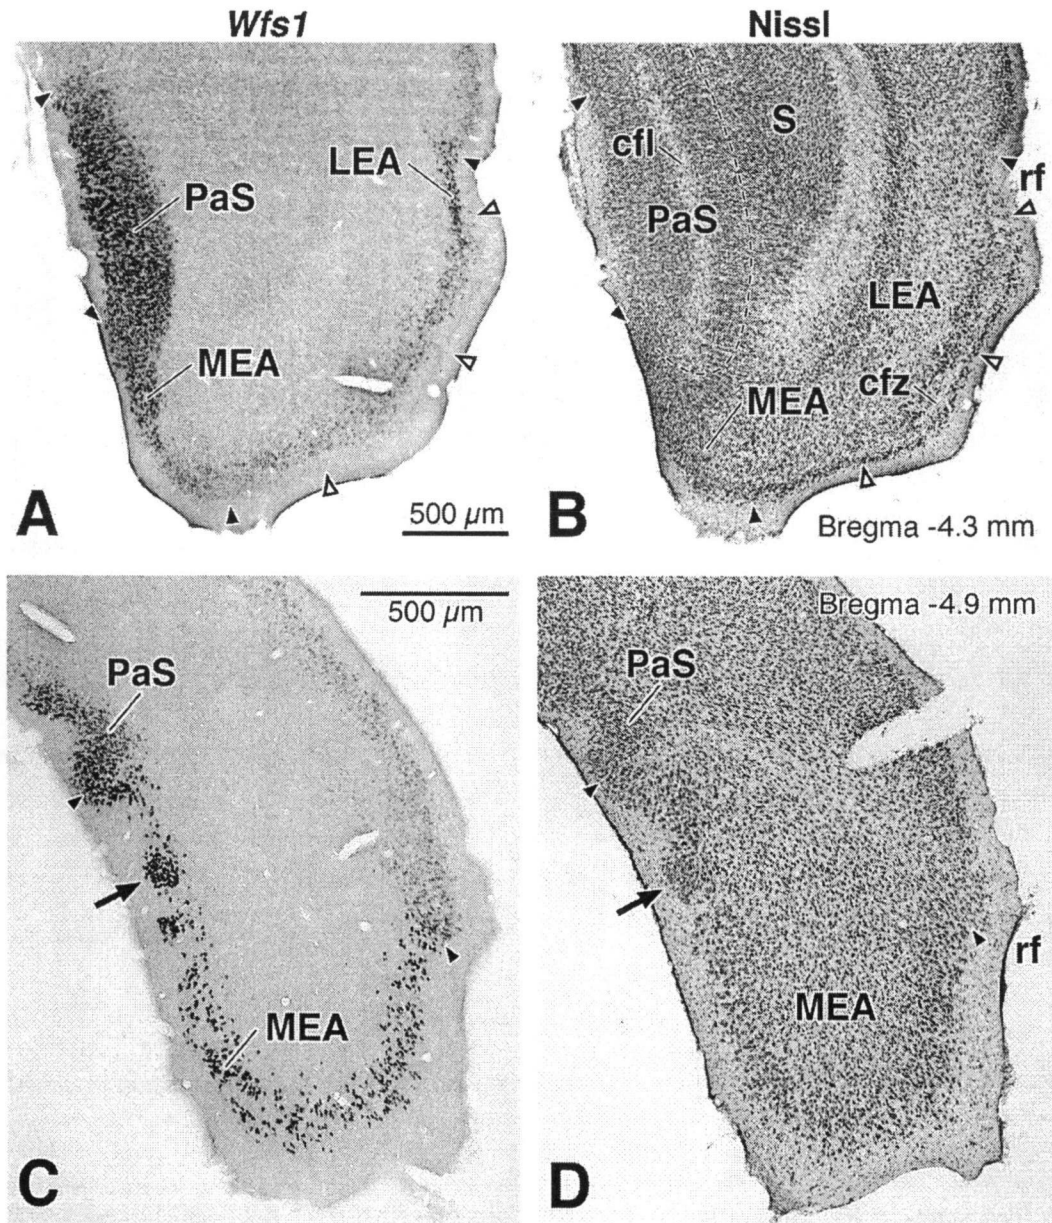 Wfs1
Nissl
LEA
PaS
MEA
A
500 µm
S
cfl
rf
PaS
LEA
MEA
cfz
B
Bregma -4.3 mm
500 µm
PaS
MEA
C
Bregma -4.9 mm
PaS
rf
MEA
D